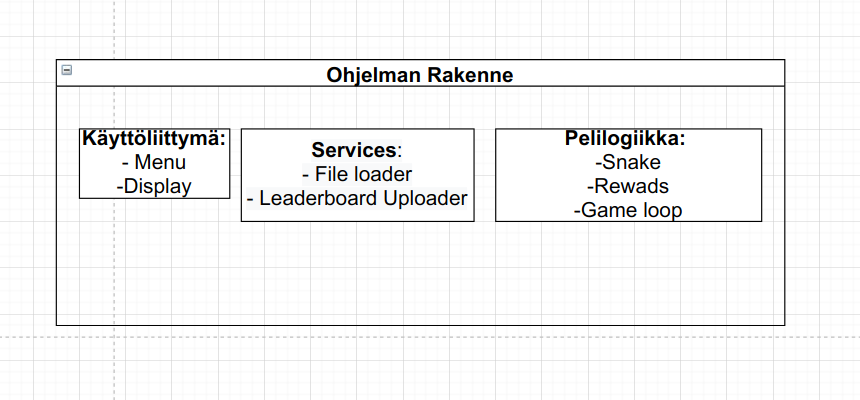 Ohjelman Rakenne
Käyttöliittymä:
- Menu
-Display
Services:
- File loader
- Leaderboard Uploader
Pelilogiikka:
-Snake
-Rewads
-Game loop